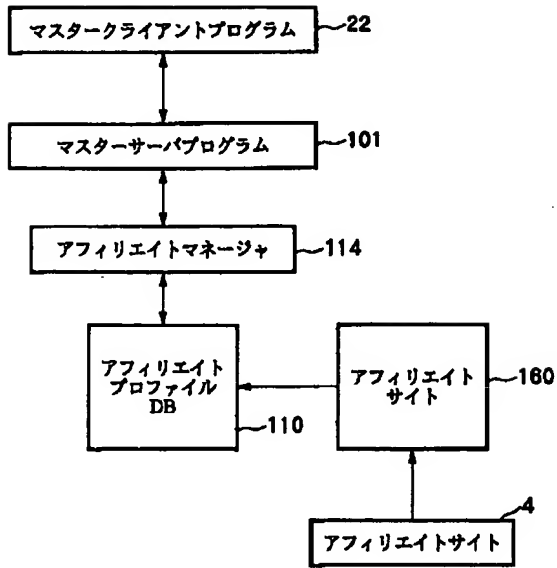 マスタークライアントプログラム
22
マスターサーバプログラム
101
アフィリエイトマネージャ
114
アフィリエイト
プロファイル
DB
110
アフィリエイト
サイト
160
4
アフィリエイトサイト